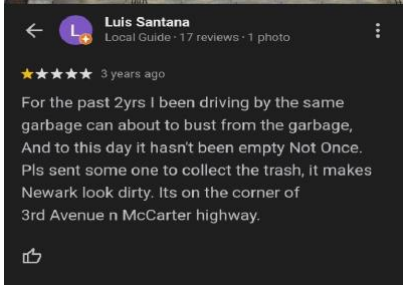 L
Luis Santana
Local Guide · 17 reviews · 1 photo
3 years ago
For the past 2yrs I been driving by the same
garbage can about to bust from the garbage,
And to this day it hasn't been empty Not Once.
Pls sent some one to collect the trash, it makes
Newark look dirty. Its on the corner of
3rd Avenue n McCarter highway.